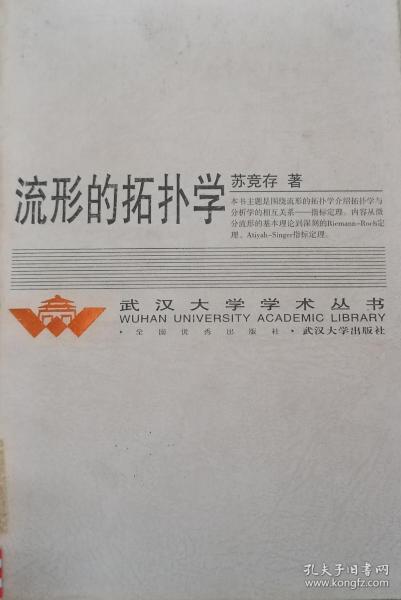 流形的拓扑学
苏竞存 著
本书主题是围绕流形的拓扑学介绍拓扑学与
分析学的相互关系——指标定理。内容从微
分流形的基本理论到深刻的Riemann-Roch定
理、Atiyah-Singer指标定理。
武汉大学学术丛书
WUHAN UNIVERSITY ACADEMIC LIBRARY
·全国优秀出版社·武汉大学出版社
孔夫子旧书网